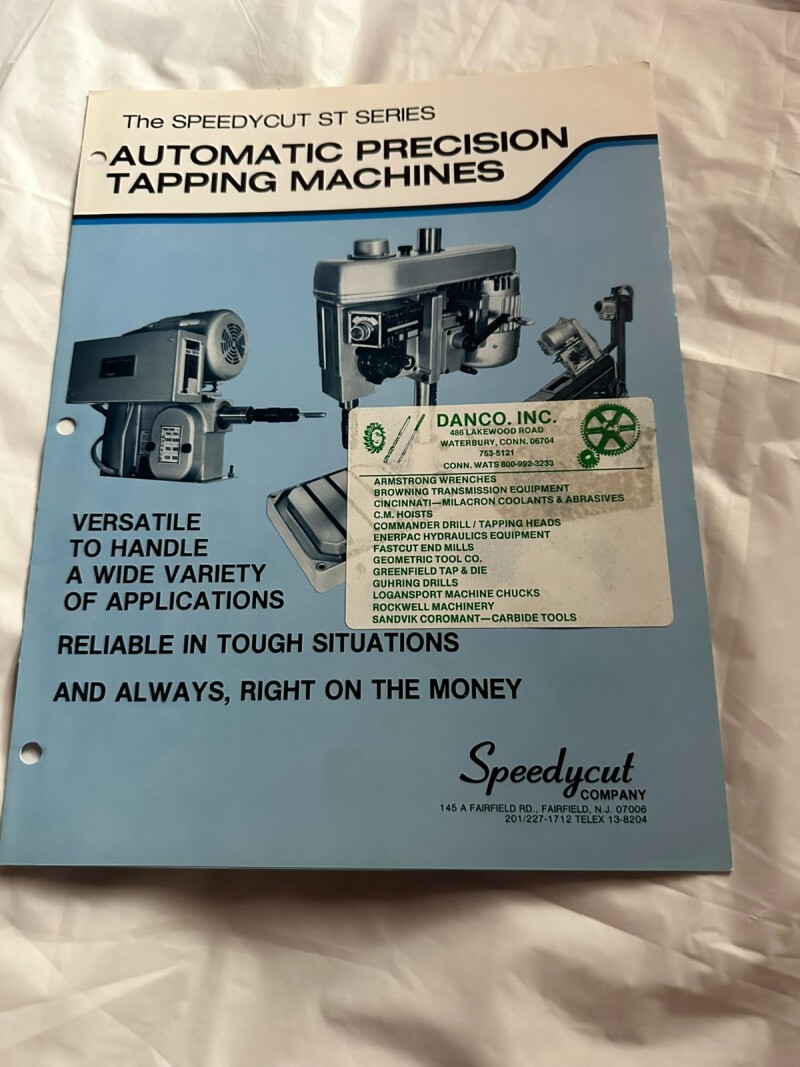 The SPEEDYCUT ST SERIES
AUTOMATIC PRECISION
TAPPING MACHINES
DANCO. INC.
486 LAKEWOOD ROAD
WATERBURY, CONN. 06704
753-5121
CONN. WATS 800-992-3233
ARMSTRONG WRENCHES
BROWNING TRANSMISSION EQUIPMENT
CINCINNATI—MILACRON COOLANTS & ABRASIVES
C.M. HOISTS
COMMANDER DRILL / TAPPING HEADS
ENERPAC HYDRAULICS EQUIPMENT
FASTCUT END MILLS
GEOMETRIC TOOL CO.
GREENFIELD TAP & DIE
GUHRING DRILLS
LOGANSPORT MACHINE CHUCKS
ROCKWELL MACHINERY
SANDVIK COROMANT—CARBIDE TOOLS
VERSATILE
TO HANDLE
A WIDE VARIETY
OF APPLICATIONS
RELIABLE IN TOUGH SITUATIONS
AND ALWAYS, RIGHT ON THE MONEY
Speedycut
COMPANY
145 A FAIRFIELD RD., FAIRFIELD, N.J. 07006
201/227-1712 TELEX 13-8204